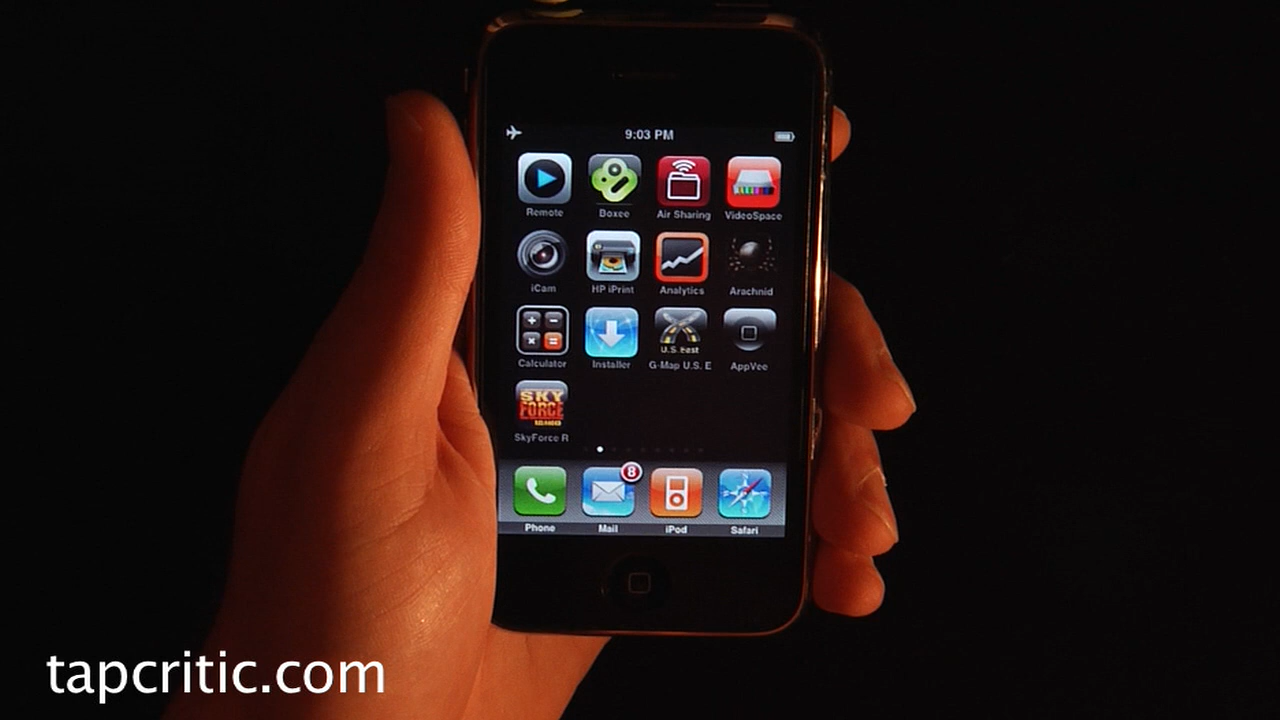 9:03 PM
Remote Boxee Air Sharing VideoSpace
iCam HP iPrint Analytics Arachnid
U.S. East
Calculator Installer G-Map U.S. E AppVee
SKY
FORCE
SkyForce R
8
Phone Mail iPod Safari
tapcritic.com